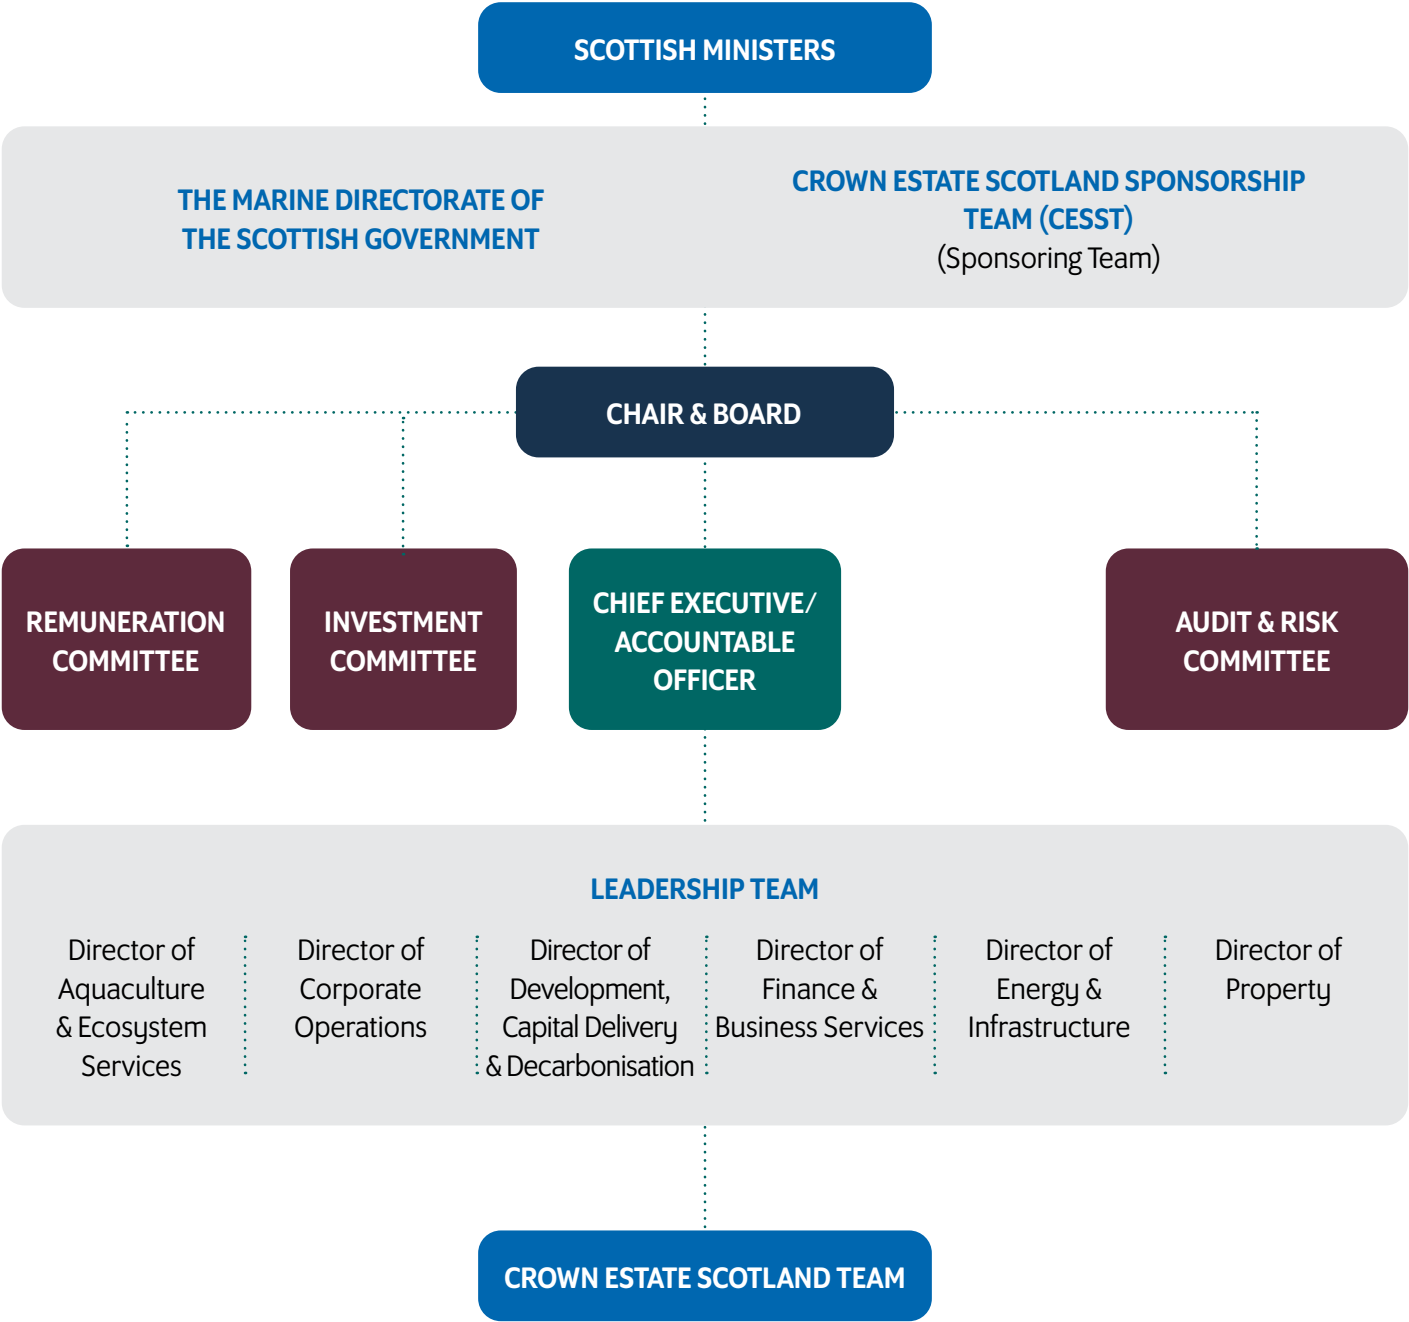 SCOTTISH MINISTERS
THE MARINE DIRECTORATE OF
THE SCOTTISH GOVERNMENT
CROWN ESTATE SCOTLAND SPONSORSHIP
TEAM (CESST)
(Sponsoring Team)
CHAIR & BOARD
REMUNERATION
COMMITTEE
INVESTMENT
COMMITTEE
CHIEF EXECUTIVE/
ACCOUNTABLE
OFFICER
AUDIT & RISK
COMMITTEE
LEADERSHIP TEAM
Director of
Aquaculture
& Ecosystem
Services
Director of
Corporate
Operations
Director of
Development,
Capital Delivery
& Decarbonisation
Director of
Finance &
Business Services
Director of
Energy &
Infrastructure
Director of
Property
CROWN ESTATE SCOTLAND TEAM